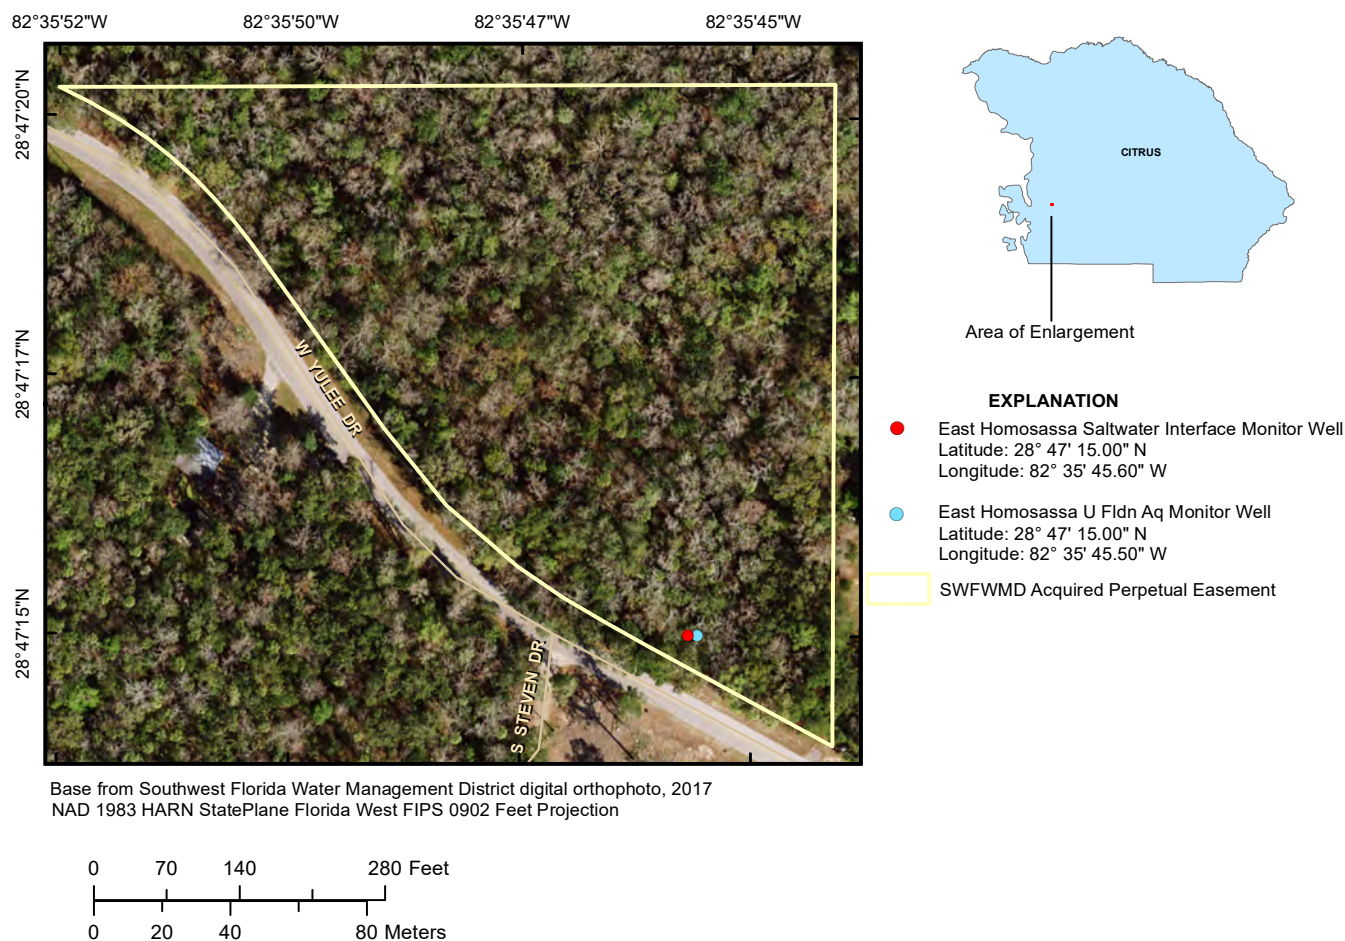 82°35'52"W
82°35'50"W
82°35'47"W
82°35'45"W
28°47'20"N
28°47'17"N
28°47'15"N
W YULEE DR
S STEVEN DR
CITRUS
Area of Enlargement
EXPLANATION
East Homosassa Saltwater Interface Monitor Well
Latitude: 28° 47' 15.00" N
Longitude: 82° 35' 45.60" W
East Homosassa U Fldn Aq Monitor Well
Latitude: 28° 47' 15.00" N
Longitude: 82° 35' 45.50" W
SWFWMD Acquired Perpetual Easement
Base from Southwest Florida Water Management District digital orthophoto, 2017
NAD 1983 HARN StatePlane Florida West FIPS 0902 Feet Projection
0 70 140 280 Feet
0 20 40 80 Meters